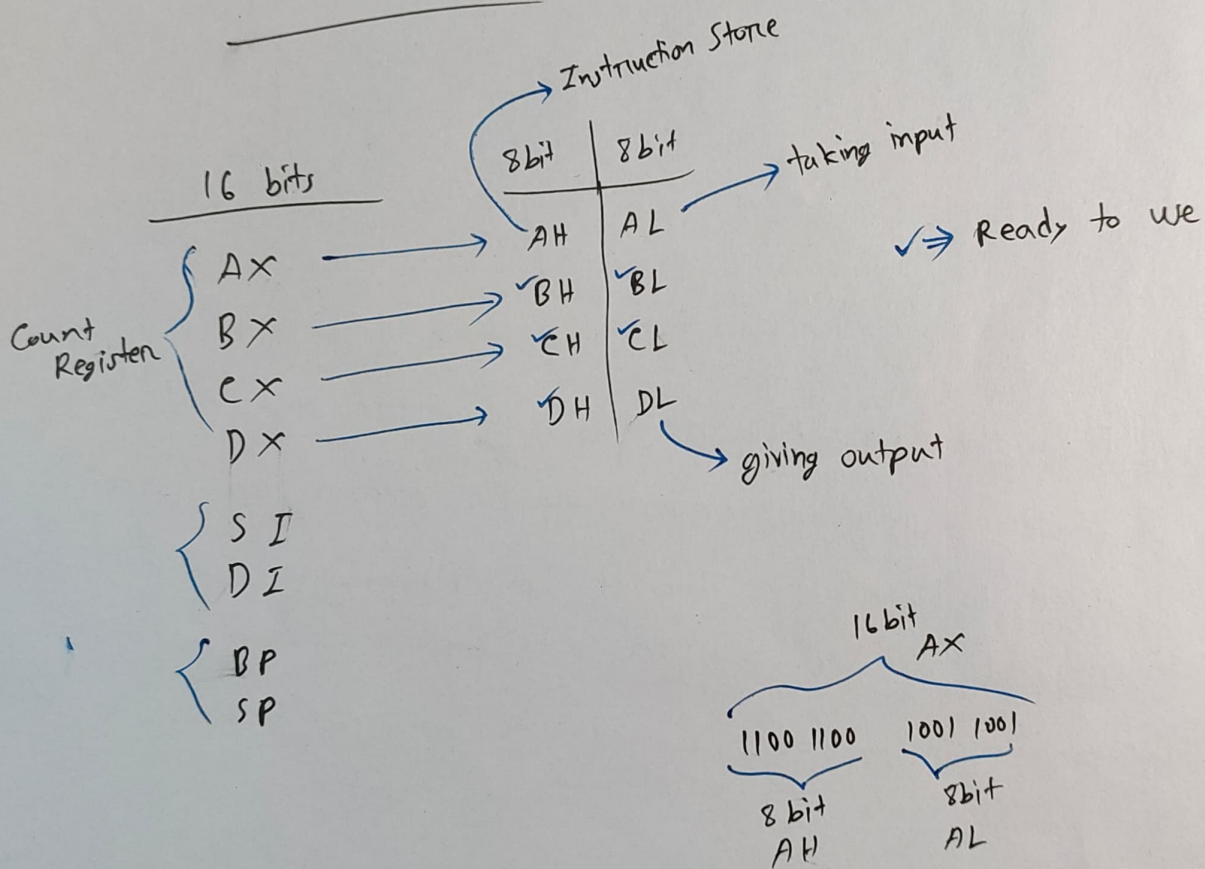 Instruction Store
16 bits
8bit 8bit
taking input
AX AH AL
✓⇒ Ready to we
BX ✓BH ✓BL
Count Register
CX ✓CH ✓CL
DX ✓DH DL
giving output
SI
DI
BP
SP
16bit
AX
1100 1100 1001 1001
8 bit 8bit
AH AL